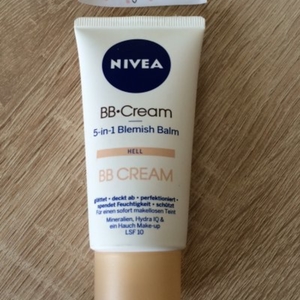 NIVEA
BB•Cream
5-in-1 Blemish Balm
HELL
BB CREAM
glättet • deckt ab • perfektioniert •
spendet Feuchtigkeit • schützt
Für einen sofort makellosen Teint
Mineralien, Hydra IQ &
ein Hauch Make-up
LSF 10